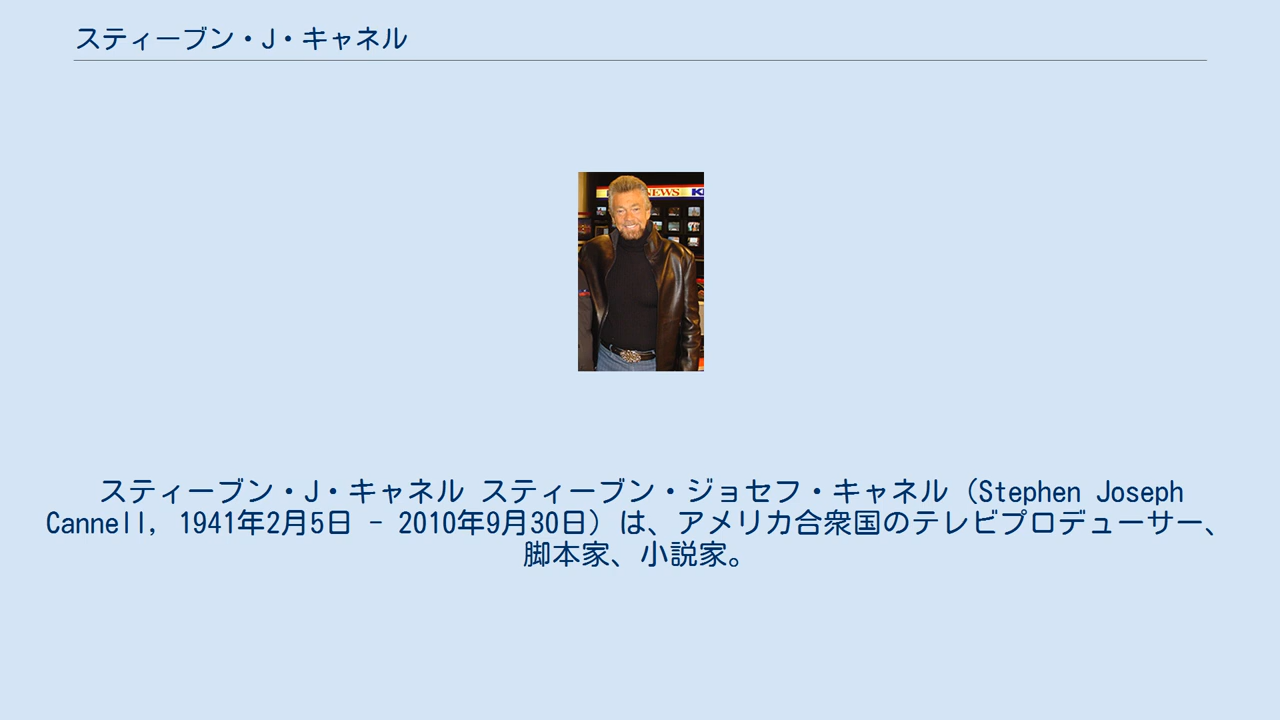 スティーブン・J・キャネル
NEWS
スティーブン・J・キャネル スティーブン・ジョセフ・キャネル（Stephen Joseph
Cannell, 1941年2月5日 - 2010年9月30日）は、アメリカ合衆国のテレビプロデューサー、
脚本家、小説家。